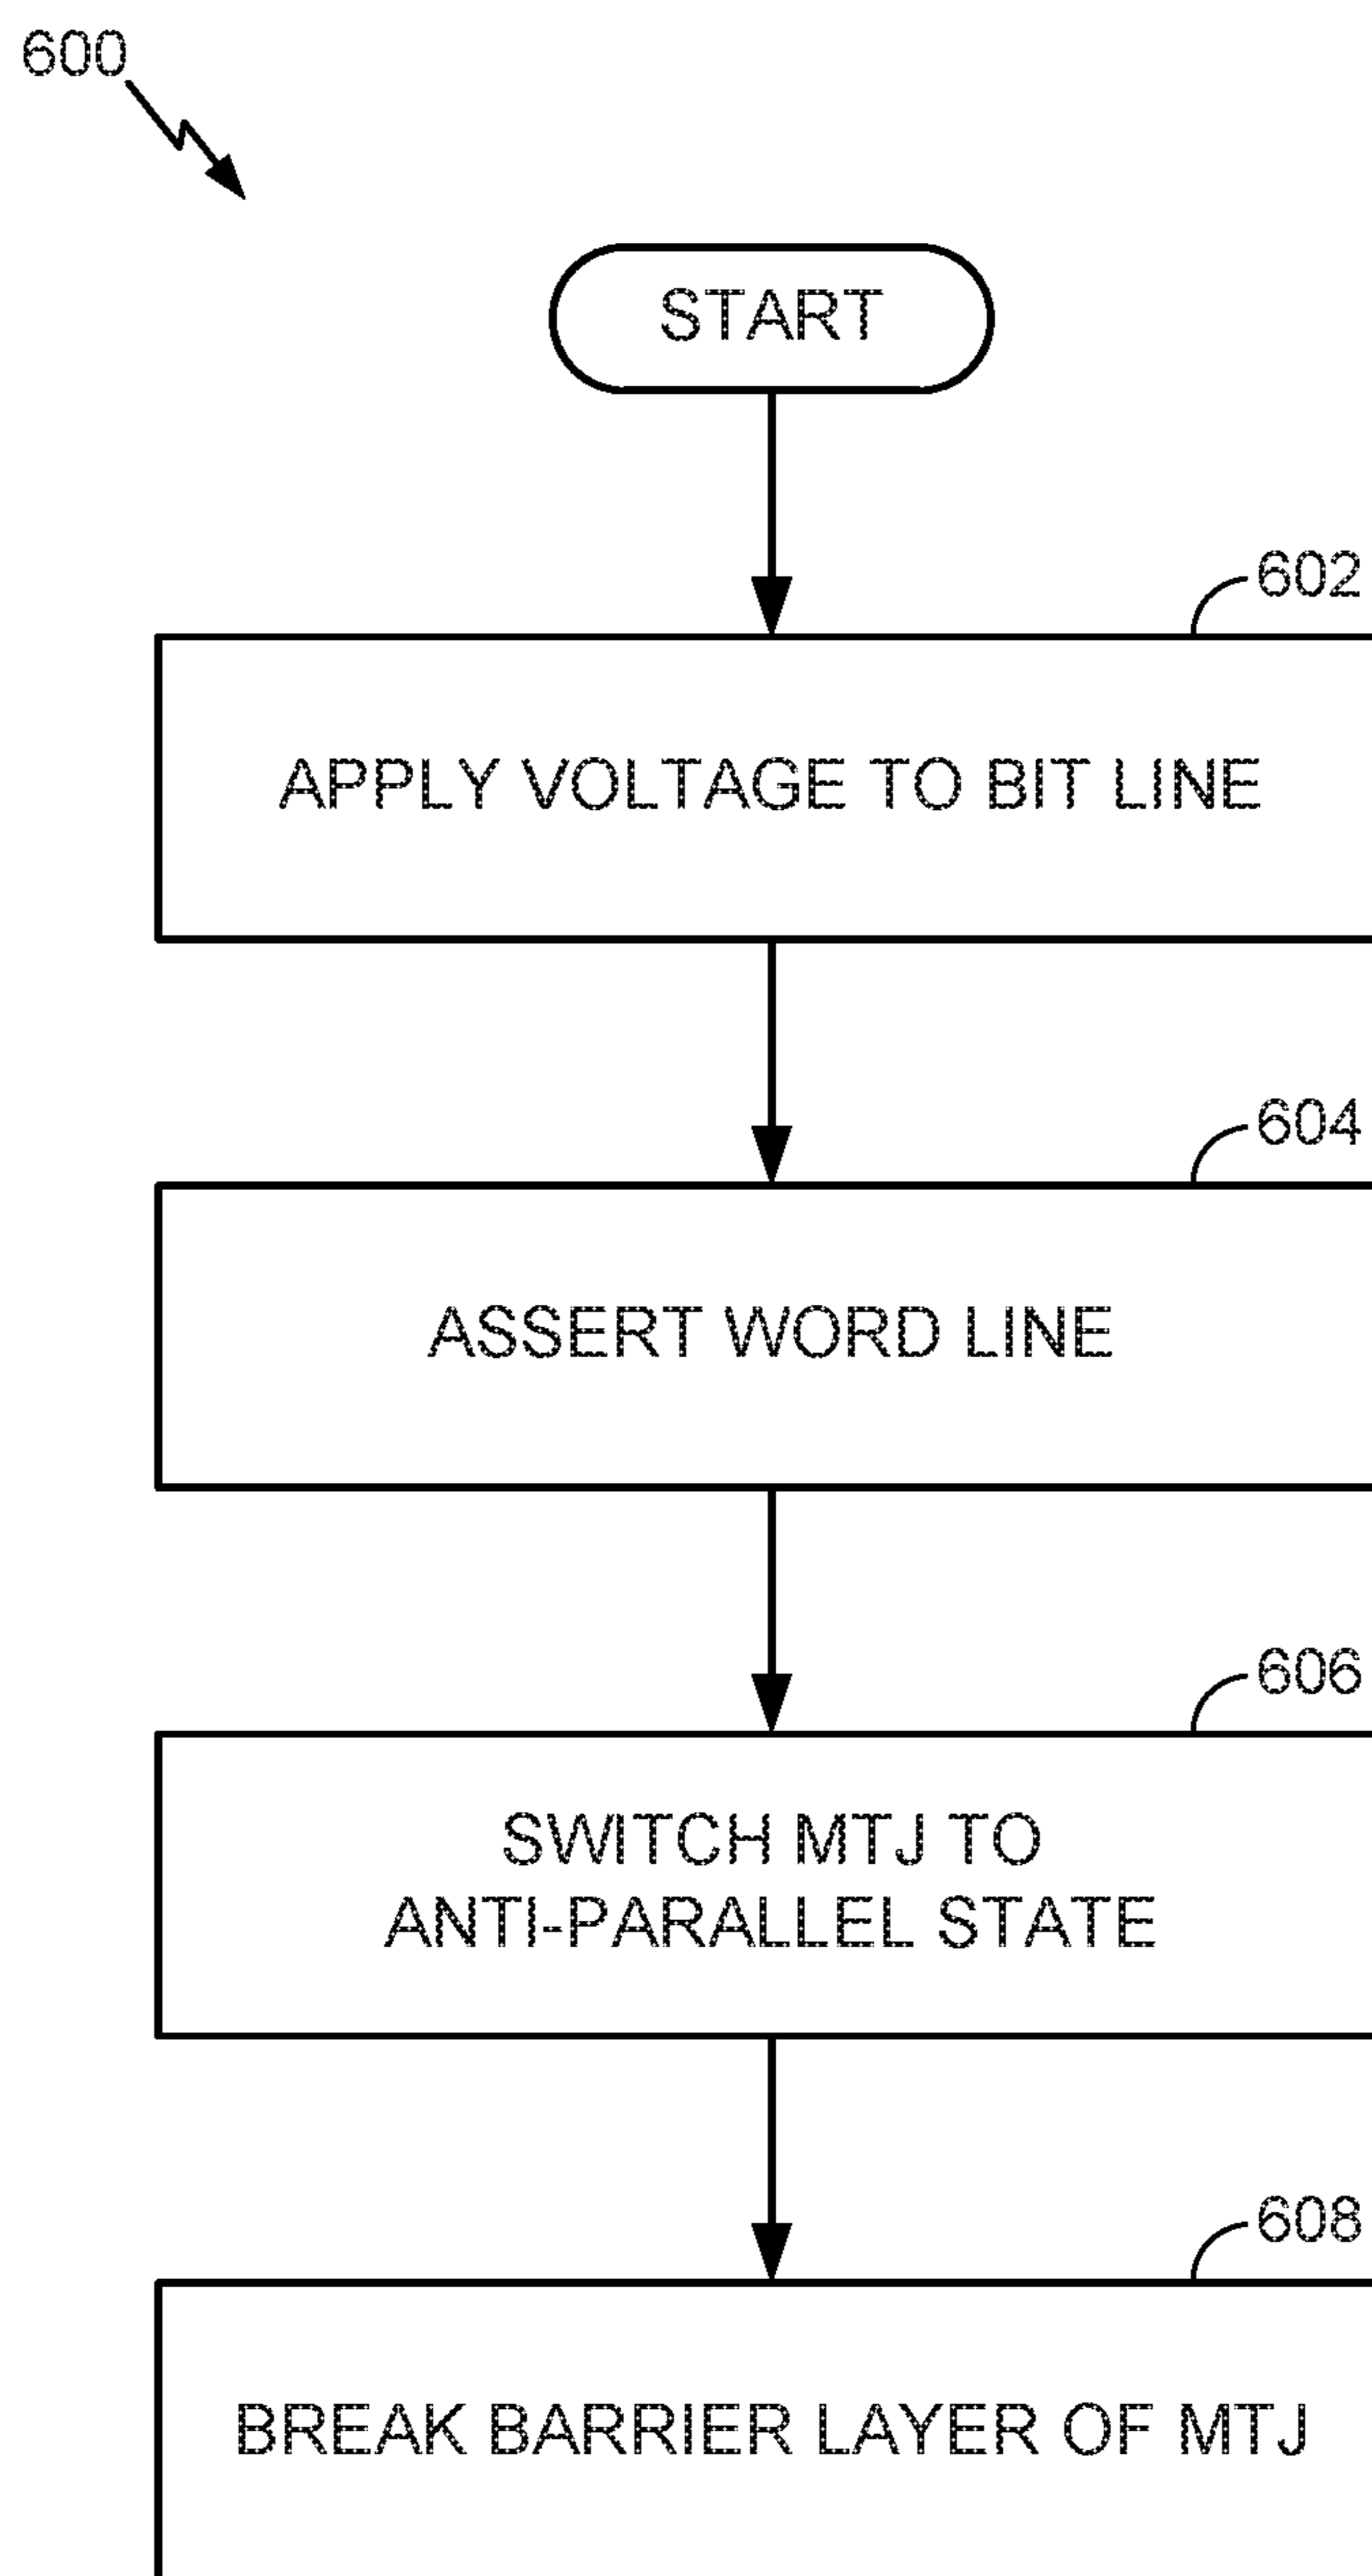 600
START
602
APPLY VOLTAGE TO BIT LINE
604
ASSERT WORD LINE
606
SWITCH MTJ TO
ANTI-PARALLEL STATE
608
BREAK BARRIER LAYER OF MTJ